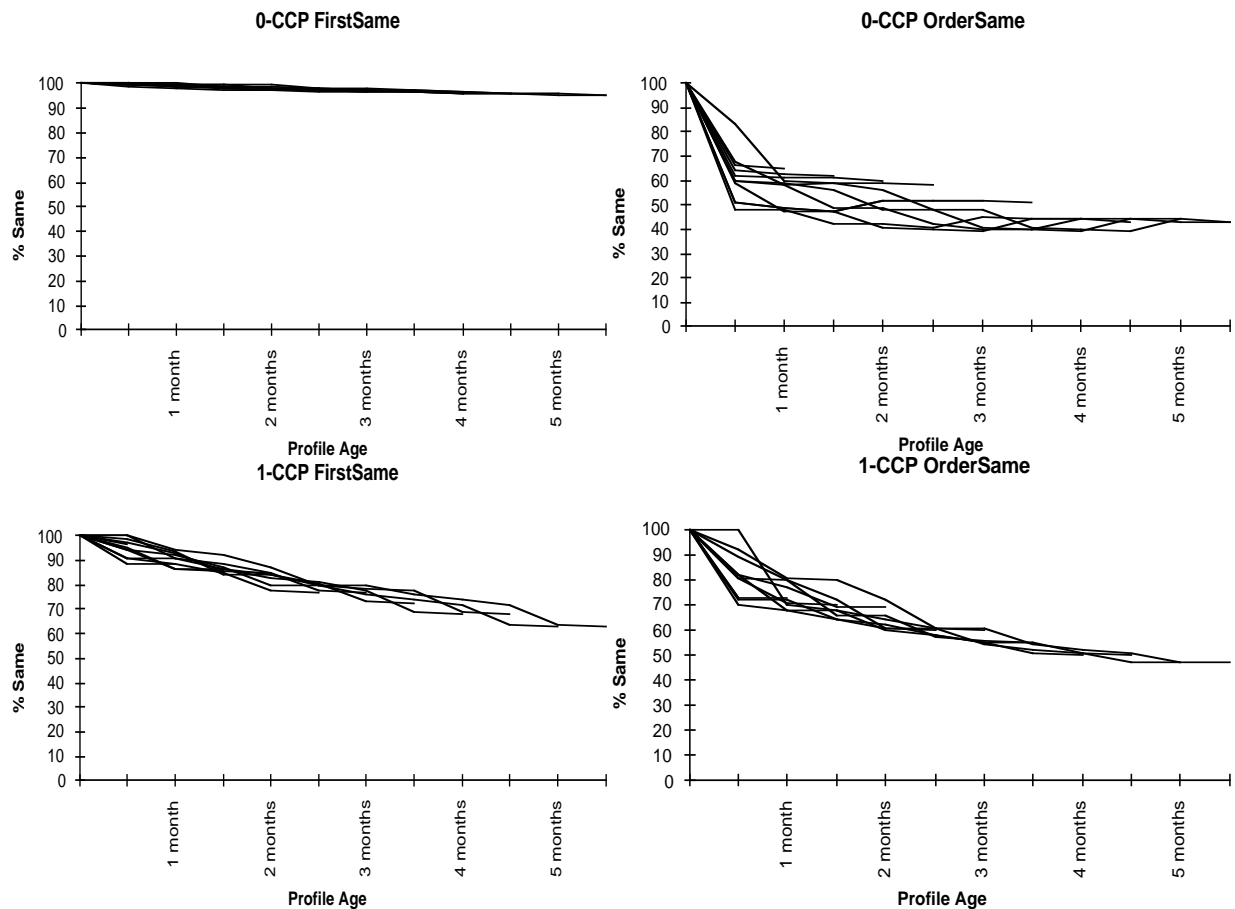 0-CCP FirstSame
100
90
80
70
60
50
40
30
20
10
0
% Same
1 month
2 months
3 months
4 months
5 months
Profile Age
0-CCP OrderSame
100
90
80
70
60
50
40
30
20
10
0
% Same
1 month
2 months
3 months
4 months
5 months
Profile Age
1-CCP FirstSame
100
90
80
70
60
50
40
30
20
10
0
% Same
1 month
2 months
3 months
4 months
5 months
Profile Age
1-CCP OrderSame
100
90
80
70
60
50
40
30
20
10
0
% Same
1 month
2 months
3 months
4 months
5 months
Profile Age